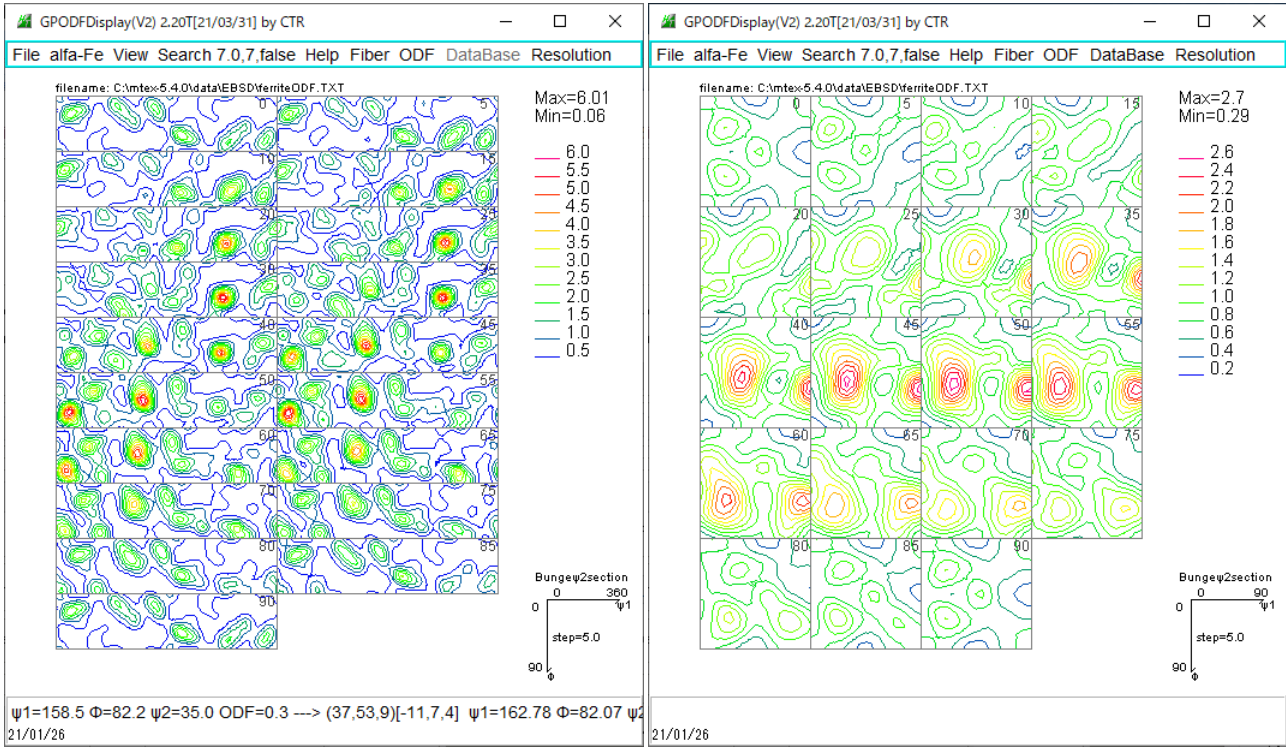 GPODFDisplay(V2) 2.20T[21/03/31] by CTR
File alfa-Fe View Search 7.0,7,false Help Fiber ODF DataBase Resolution
filename: C:\mtex-5.4.0\data\EBSD\ferriteODF.TXT
0 5
10 15
20
30
40 45
50 55
60 65
70 75
80 85
90
Max=6.01
Min=0.06
6.0
5.5
5.0
4.5
4.0
3.5
3.0
2.5
2.0
1.5
1.0
0.5
Bungeψ2section
0 360
0 ψ1
step=5.0
90
Φ
ψ1=158.5 Φ=82.2 ψ2=35.0 ODF=0.3 ---> (37,53,9)[-11,7,4] ψ1=162.78 Φ=82.07
21/01/26
GPODFDisplay(V2) 2.20T[21/03/31] by CTR
File alfa-Fe View Search 7.0,7,false Help Fiber ODF DataBase Resolution
filename: C:\mtex-5.4.0\data\EBSD\ferriteODF.TXT
0 5 10 15
20 25 30 35
40 45 50 55
60 65 70 75
80 85 90
Max=2.7
Min=0.29
2.6
2.4
2.2
2.0
1.8
1.6
1.4
1.2
1.0
0.8
0.6
0.4
0.2
Bungeψ2section
0 90
0 ψ1
step=5.0
90
Φ
21/01/26